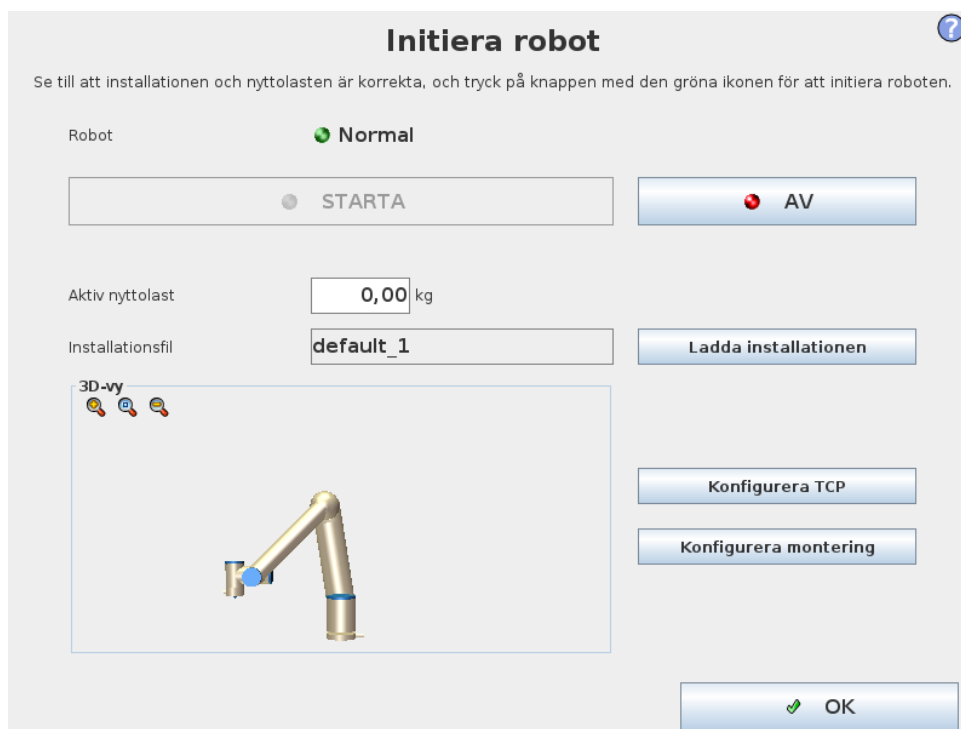 Initiera robot
?
Se till att installationen och nyttolasten är korrekta, och tryck på knappen med den gröna ikonen för att initiera roboten.
Robot Normal
STARTA AV
Aktiv nyttolast 0,00 kg
Installationsfil default_1 Ladda installationen
3D-vy
Konfigurera TCP
Konfigurera montering
OK